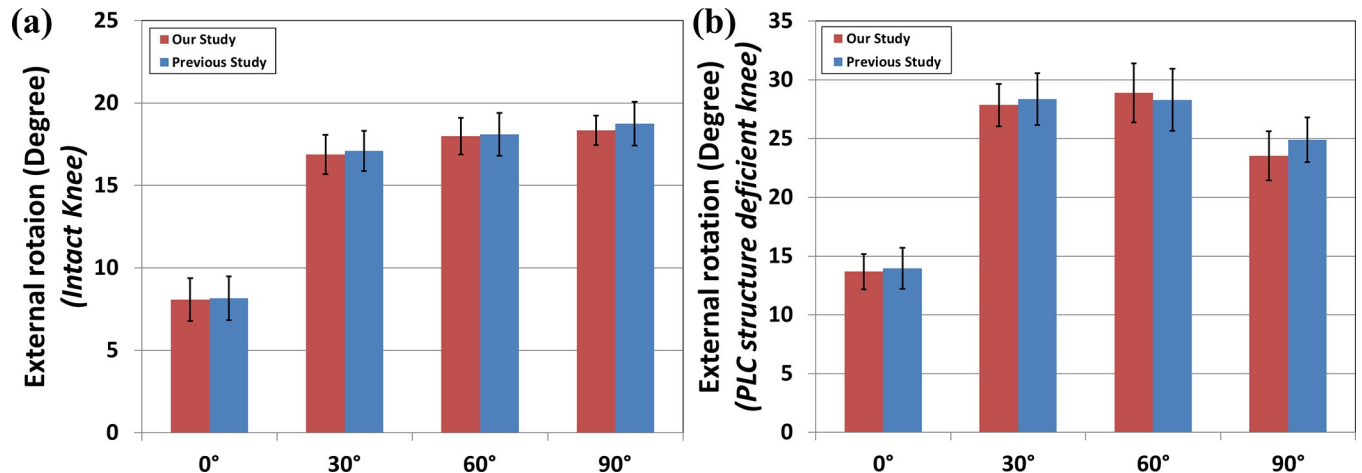 (a)
External rotaion (Degree)
(Intact Knee)
25
20
15
10
5
0
Our Study
Previous Study
0°
30°
60°
90°
(b)
External rotation (Degree)
(PLC structure deficient knee)
35
30
25
20
15
10
5
0
Our Study
Previous Study
0°
30°
60°
90°